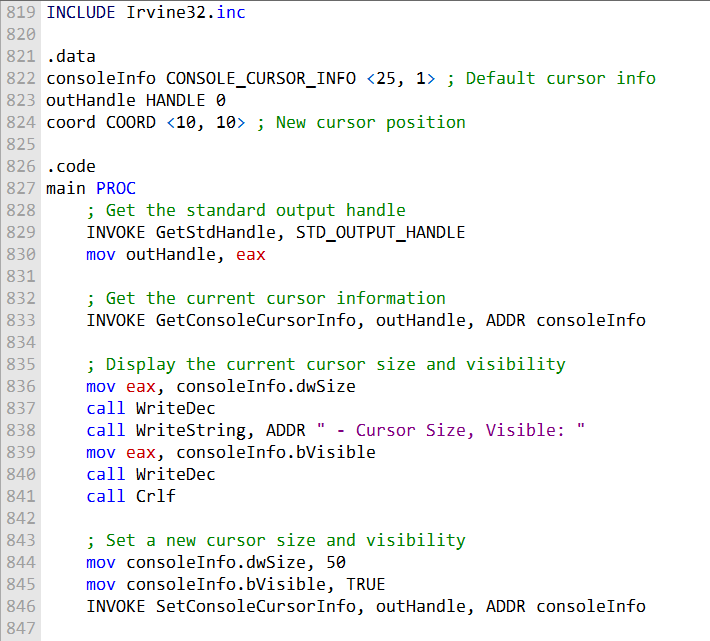 819 INCLUDE Irvine32.inc
820
821 .data
822 consoleInfo CONSOLE_CURSOR_INFO <25, 1> ; Default cursor info
823 outHandle HANDLE 0
824 coord COORD <10, 10> ; New cursor position
825
826 .code
827 main PROC
828     ; Get the standard output handle
829     INVOKE GetStdHandle, STD_OUTPUT_HANDLE
830     mov outHandle, eax
831
832     ; Get the current cursor information
833     INVOKE GetConsoleCursorInfo, outHandle, ADDR consoleInfo
834
835     ; Display the current cursor size and visibility
836     mov eax, consoleInfo.dwSize
837     call WriteDec
838     call WriteString, ADDR " - Cursor Size, Visible: "
839     mov eax, consoleInfo.bVisible
840     call WriteDec
841     call Crlf
842
843     ; Set a new cursor size and visibility
844     mov consoleInfo.dwSize, 50
845     mov consoleInfo.bVisible, TRUE
846     INVOKE SetConsoleCursorInfo, outHandle, ADDR consoleInfo
847